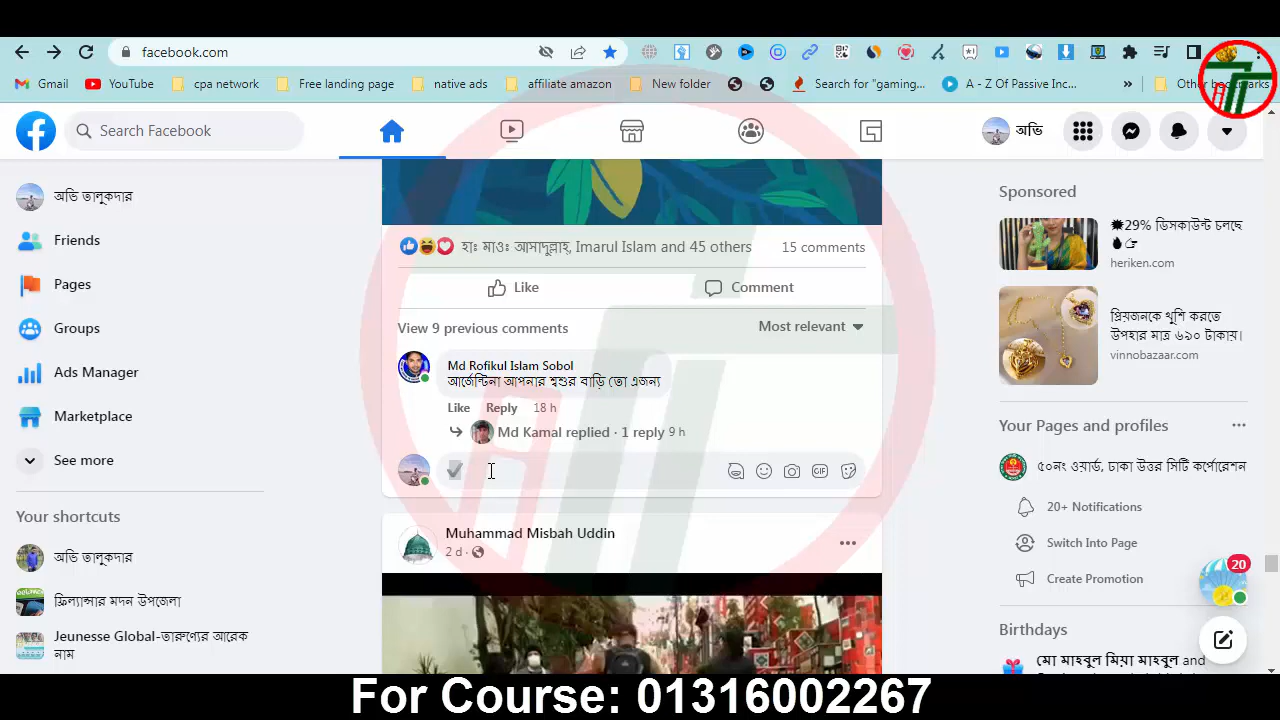 facebook.com
Gmail
YouTube
cpa network
Free landing page
native ads
affiliate amazon
New folder
Search for "gaming...
A - Z Of Passive Inc...
»
Other bookmarks
Search Facebook
অভি
অভি তালুকদার
Friends
Pages
Groups
Ads Manager
Marketplace
See more
Your shortcuts
অভি তালুকদার
ফ্রিল্যান্সার মদন উপজেলা
Jeunesse Global-তারুণ্যের আরেক
নাম
হাঃ মাওঃ আসাদুল্লাহ, Imarul Islam and 45 others
15 comments
Like
Comment
View 9 previous comments
Most relevant
Md Rofikul Islam Sobol
আর্জেন্টিনা আপনার শ্বশুর বাড়ি তো এজন্য
Like Reply 18 h
Md Kamal replied · 1 reply 9 h
GIF
Muhammad Misbah Uddin
2 d ·
Sponsored
29% ডিসকাউন্ট চলছে
heriken.com
প্রিয়জনকে খুশি করতে
উপহার মাত্র ৬৯০ টাকায়।
vinnobazaar.com
Your Pages and profiles
৫০নং ওয়ার্ড, ঢাকা উত্তর সিটি কর্পোরেশন
20+ Notifications
Switch Into Page
Create Promotion
20
Birthdays
মো মাহবুল মিয়া মাহবুল and
For Course: 01316002267